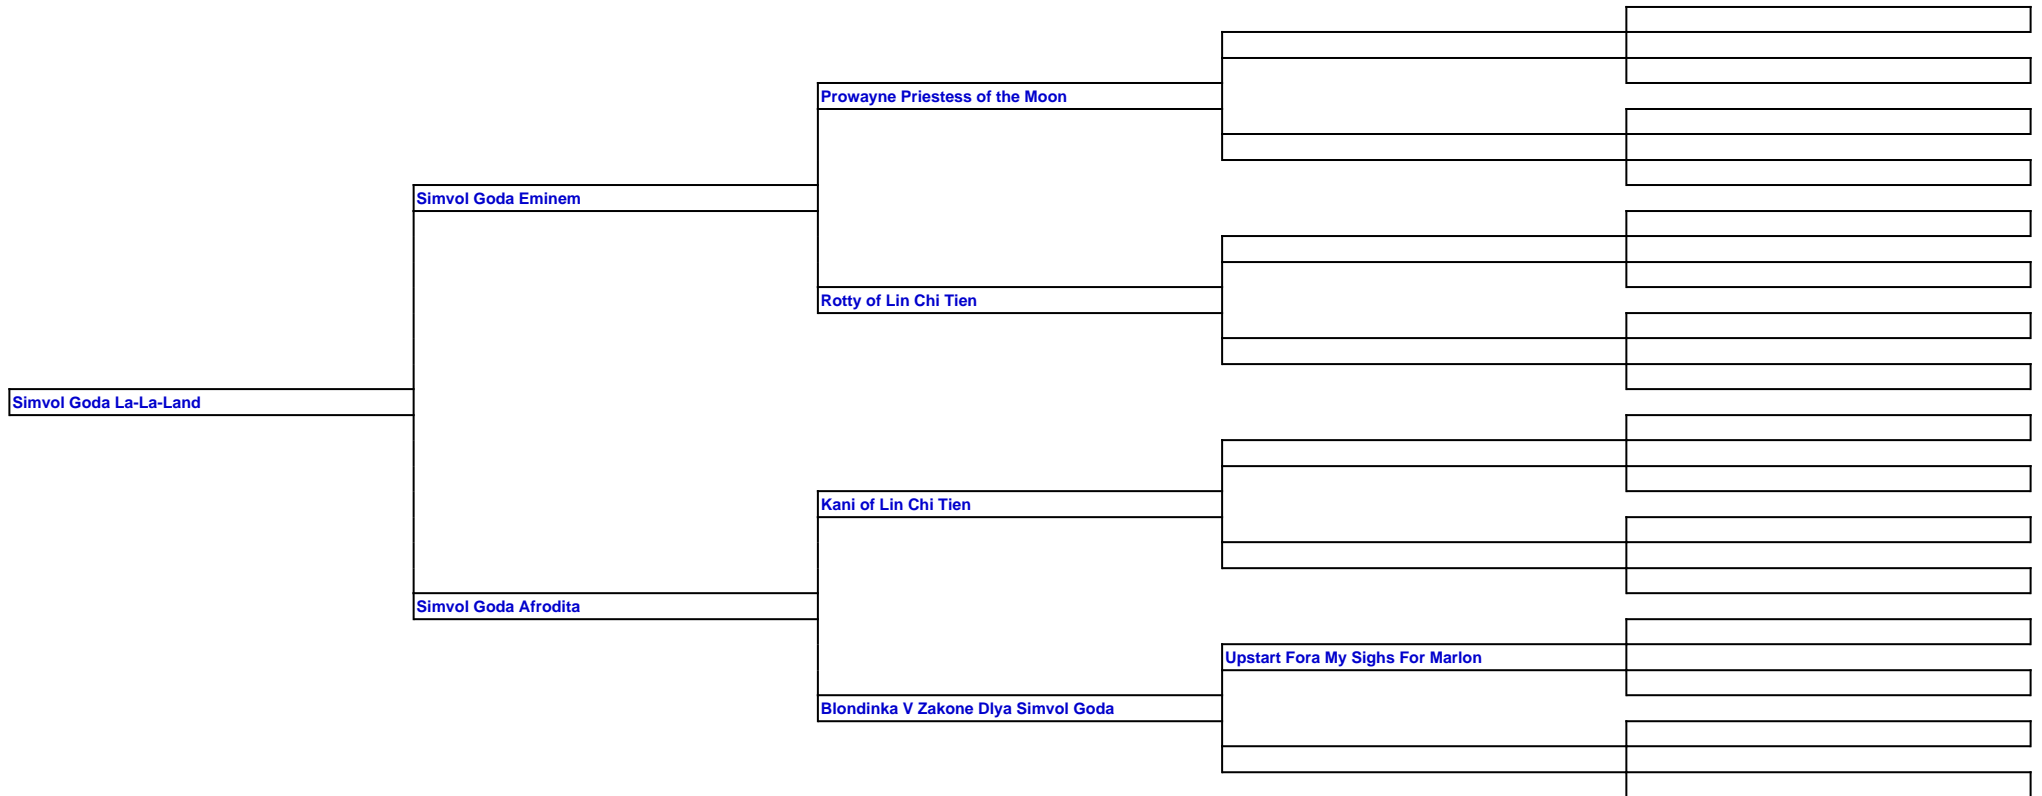 Prowayne Priestess of the Moon
Simvol Goda Eminem
Rotty of Lin Chi Tien
Simvol Goda La-La-Land
Kani of Lin Chi Tien
Simvol Goda Afrodita
Upstart Fora My Sighs For Marlon
Blondinka V Zakone Dlya Simvol Goda